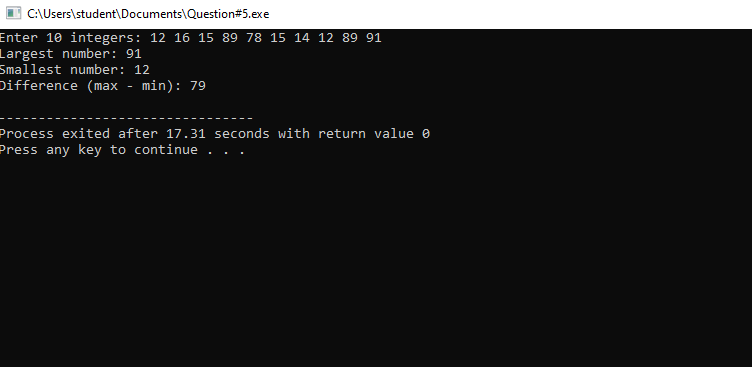 C:\Users\student\Documents\Question#5.exe
Enter 10 integers: 12 16 15 89 78 15 14 12 89 91
Largest number: 91
Smallest number: 12
Difference (max - min): 79
--------------------------------
Process exited after 17.31 seconds with return value 0
Press any key to continue . . .